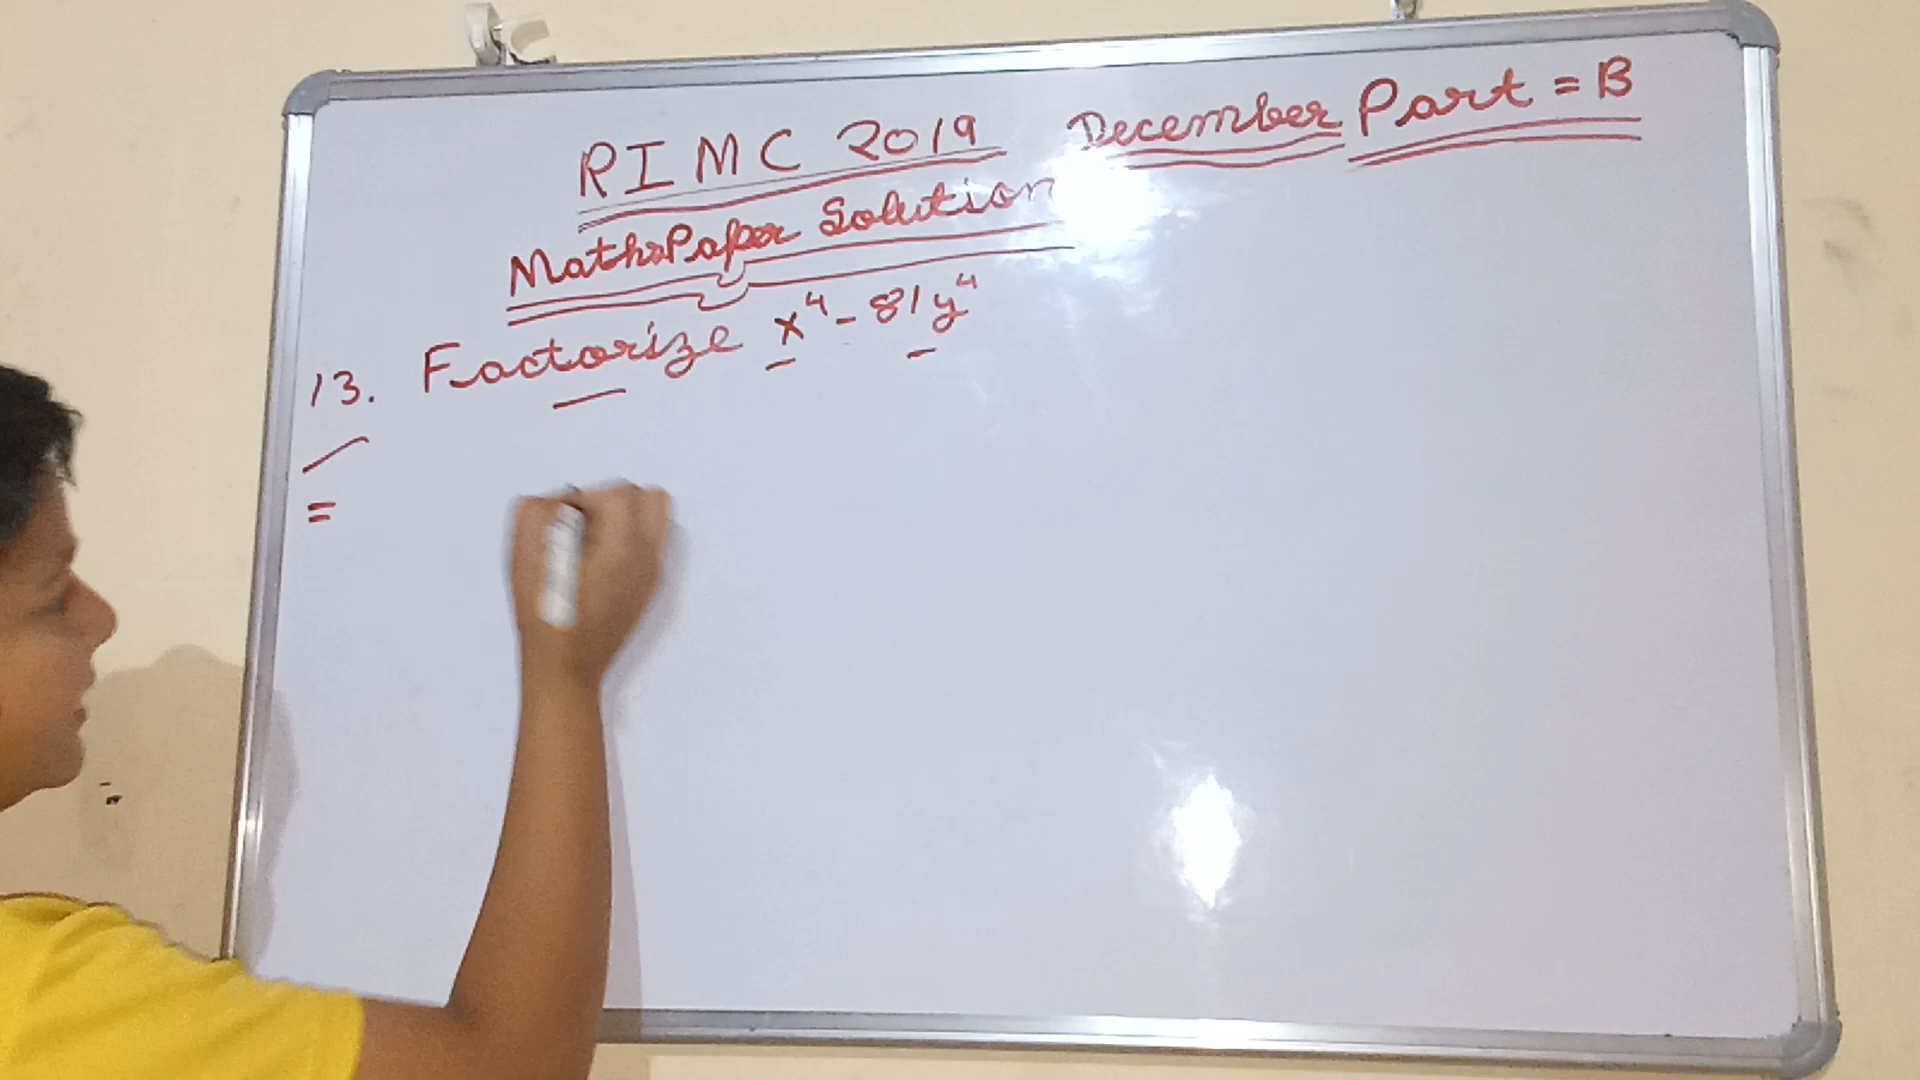 RIMC 2019 December Part = B
Maths Paper Solution
13. Factorize x⁴ - 81y⁴
=